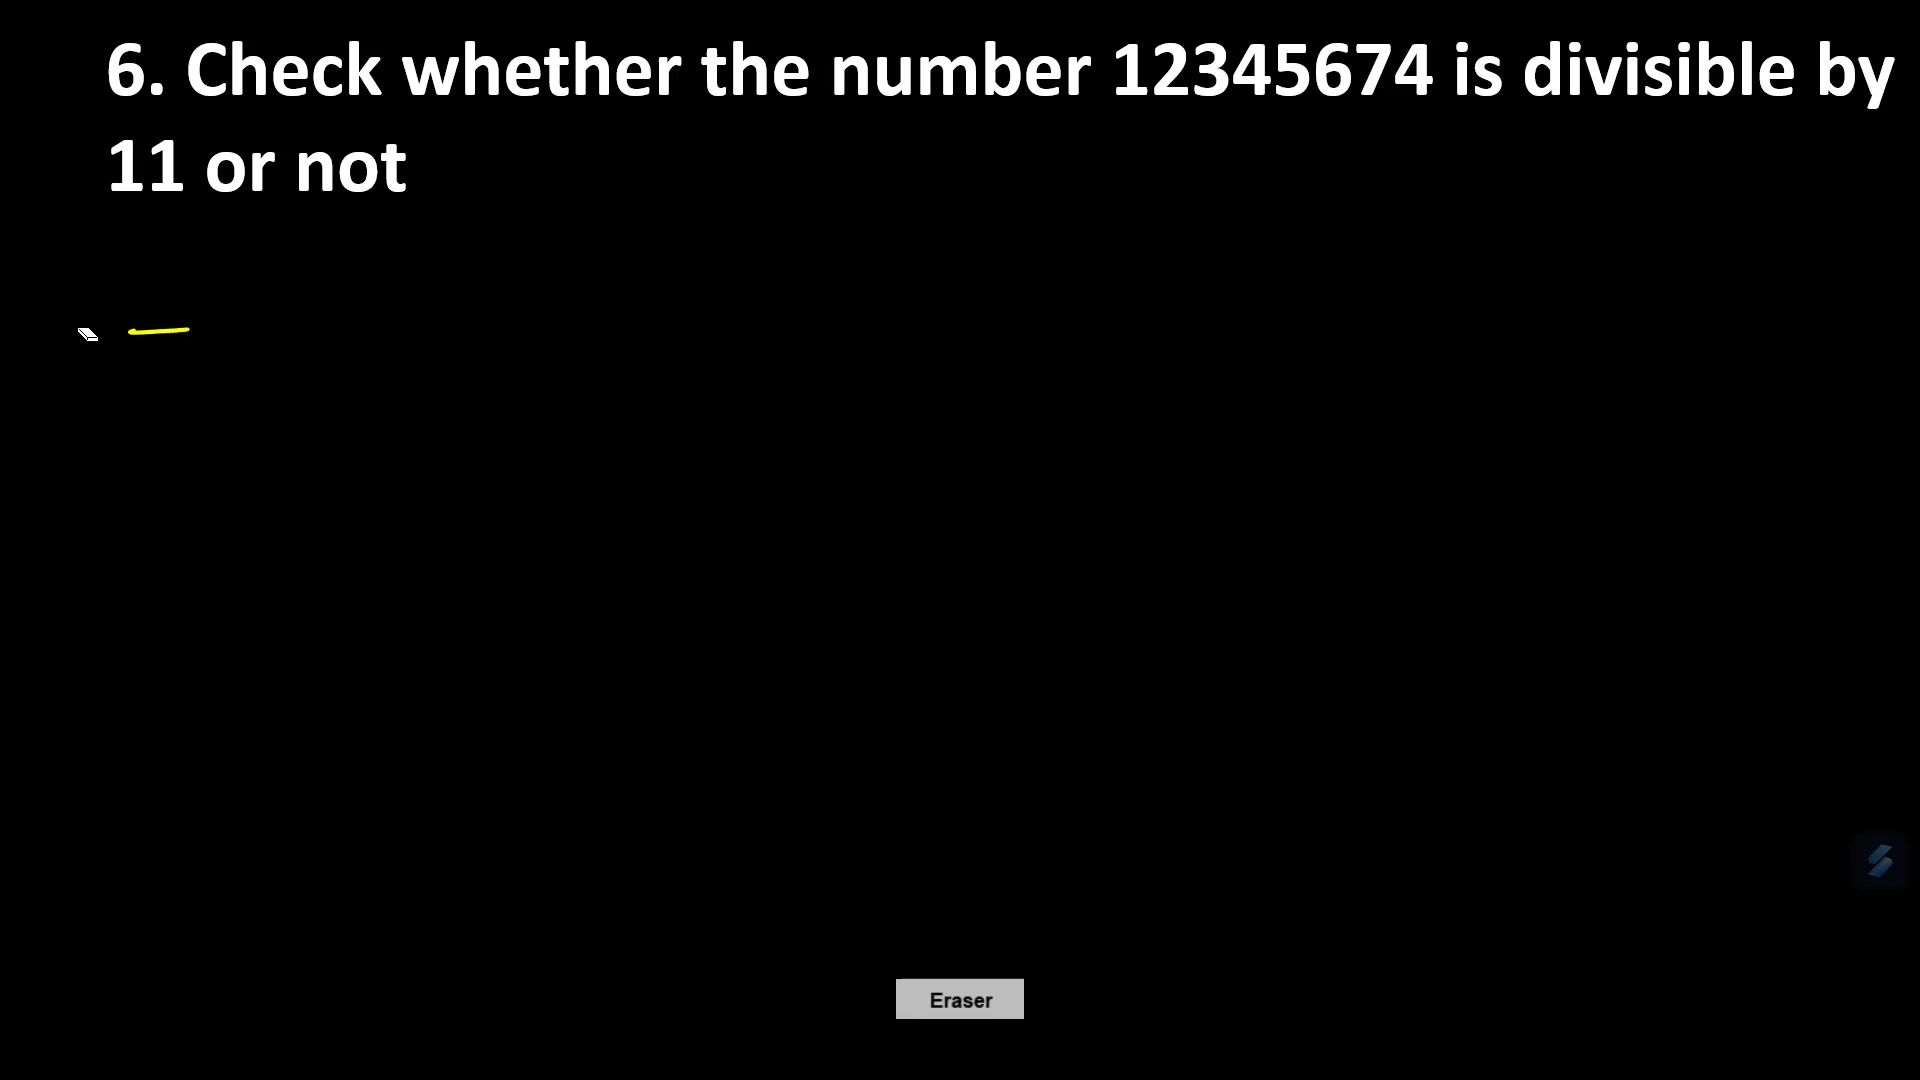 6. Check whether the number 12345674 is divisible by
11 or not
Eraser